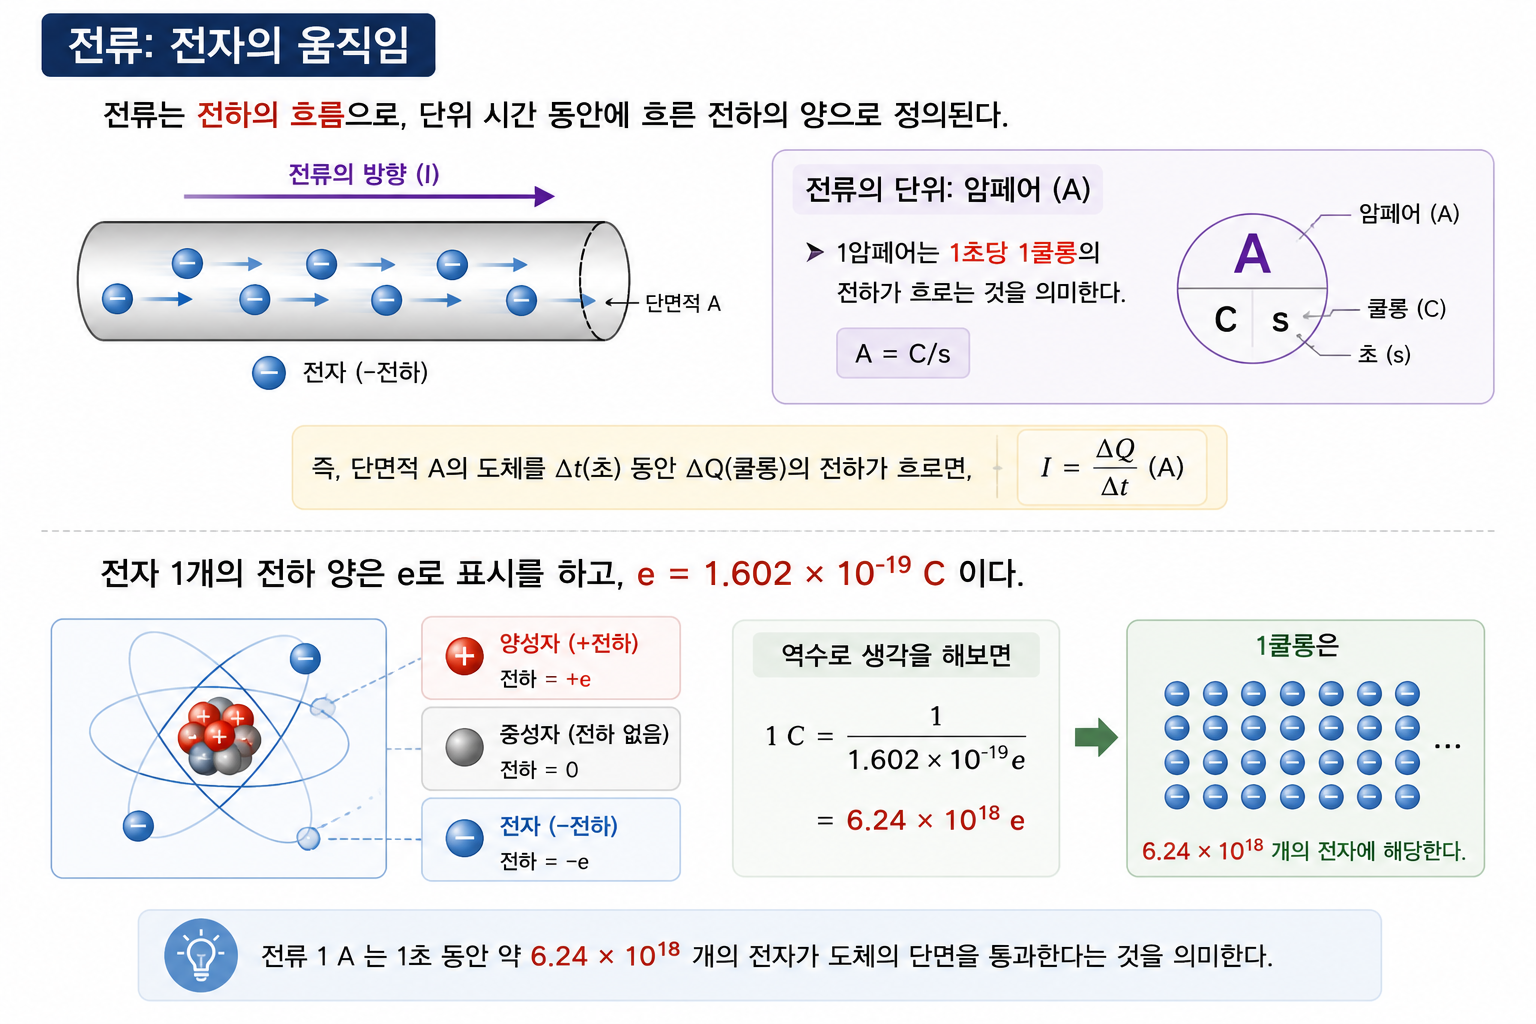 전류: 전자의 움직임
전류는 전하의 흐름으로, 단위 시간 동안에 흐른 전하의 양으로 정의된다.
전류의 방향 (I)
단면적 A
전자 (−전하)
전류의 단위: 암페어 (A)
➤ 1암페어는 1초당 1쿨롱의
전하가 흐로는 것을 의미한다.
A = C/s
암페어 (A)
A
C s
쿨롱 (C)
초 (s)
즉, 단면적 A의 도체를 Δt(초) 동안 ΔQ(쿨롱)의 전하가 흐르면,
I = ΔQ/Δt (A)
전자 1개의 전하 양은 e로 표시를 하고, e = 1.602 × 10⁻¹⁹ C 이다.
양성자 (+전하)
전하 = +e
중성자 (전하 없음)
전하 = 0
전자 (−전하)
전하 = −e
역수로 생각을 해보면
1 C = 1/1.602 × 10⁻¹⁹ e
= 6.24 × 10¹⁸ e
1쿨롱은
...
6.24 × 10¹⁸ 개의 전자에 해당한다.
전류 1 A 는 1초 동안 약 6.24 × 10¹⁸ 개의 전자가 도체의 단면을 통과한다는 것을 의미한다.